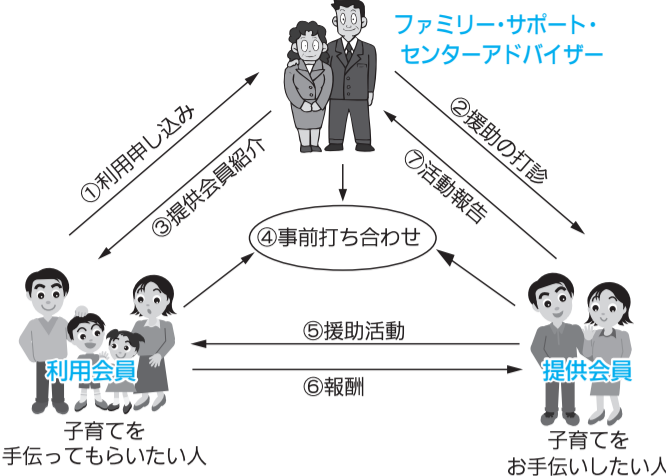 ファミリー・サポート・
センターアドバイザー
①利用申し込み
③提供会員紹介
②援助の打診
⑦活動報告
④事前打ち合わせ
⑤援助活動
⑥報酬
利用会員
子育てを
手伝ってもらいたい人
提供会員
子育てを
お手伝いしたい人